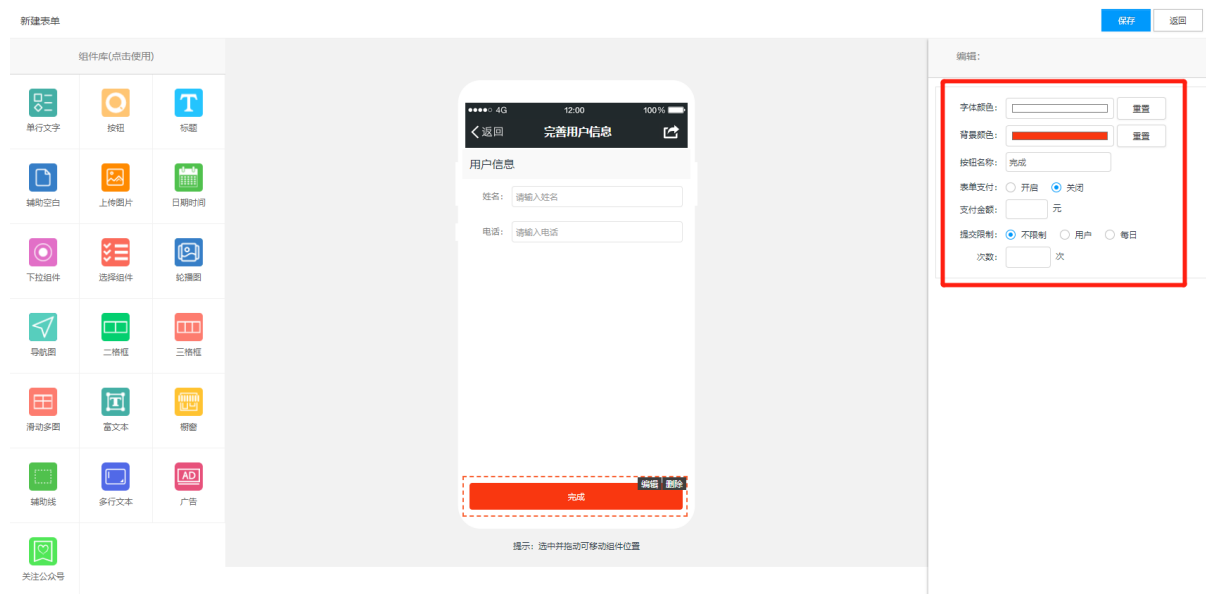 新建表单
保存 返回
组件库(点击使用)
编辑:
单行文字 按钮 标题
辅助空白 上传图片 日期时间
下拉组件 选择组件 轮播图
导航图 二格框 三格框
滑动多图 富文本 橱窗
辅助线 多行文本 广告
关注公众号
4G 12:00 100%
返回 完善用户信息
用户信息
姓名: 请输入姓名
电话: 请输入电话
编辑 删除
完成
提示: 选中并拖动可移动组件位置
字体颜色: 重置
背景颜色: 重置
按钮名称: 完成
表单支付: 开启 关闭
支付金额: 元
提交限制: 不限制 用户 每日
次数: 次